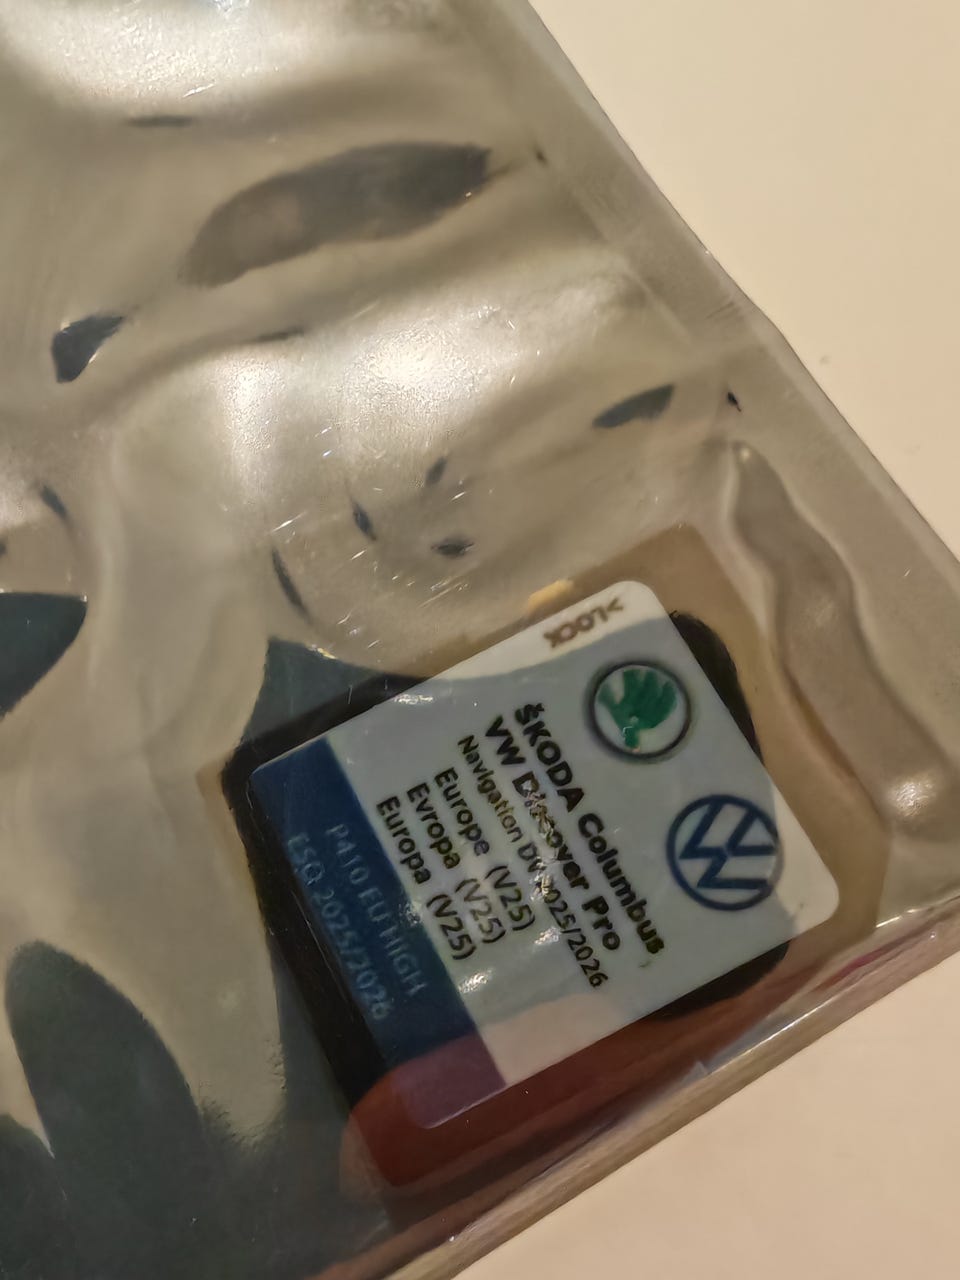 >LOCK
ŠKODA Columbus
VW Discover Pro
Navigation DVD 2025/2026
Europe (V25)
Evropa (V25)
Europa (V25)
P410 EU HIGH
2025/2026